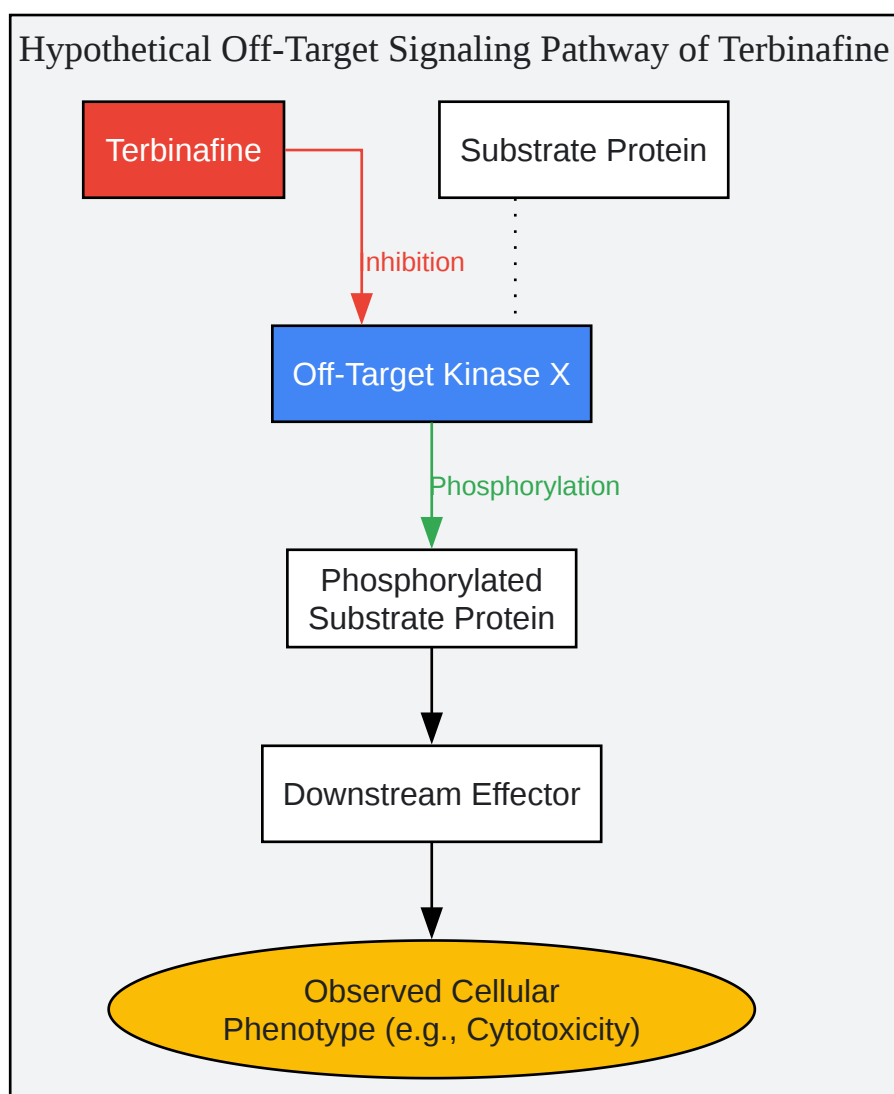 Hypothetical Off-Target Signaling Pathway of Terbinafine
Terbinafine
Substrate Protein
Inhibition
Off-Target Kinase X
Phosphorylation
Phosphorylated
Substrate Protein
Downstream Effector
Observed Cellular
Phenotype (e.g., Cytotoxicity)